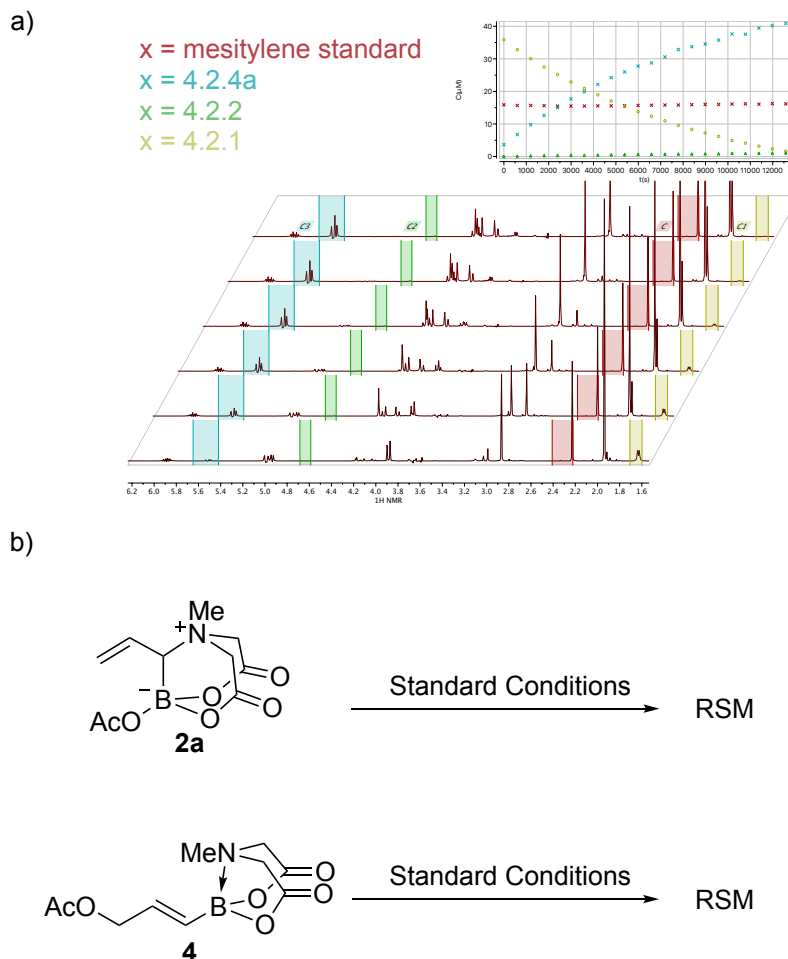 a)
x = mesitylene standard
x = 4.2.4a
x = 4.2.2
x = 4.2.1
C(µM)
40
30
20
10
0
0 1000 2000 3000 4000 5000 6000 7000 8000 9000 10000 11000 12000
t(s)
C3 C2 C C1
6.2 6.0 5.8 5.6 5.4 5.2 5.0 4.8 4.6 4.4 4.2 4.0 3.8 3.6 3.4 3.2 3.0 2.8 2.6 2.4 2.2 2.0 1.8 1.6
1H NMR
b)
Me
+
N
O
− B O
O O
AcO
2a
Standard Conditions
RSM
MeN
O
B O O
AcO O
4
Standard Conditions
RSM